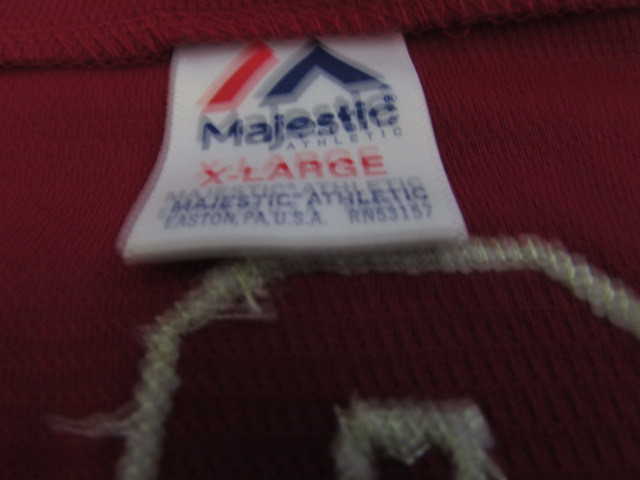 Majestic®
ATHLETIC
X-LARGE
MAJESTIC ATHLETIC
EASTON, PA, U.S.A. RN53157